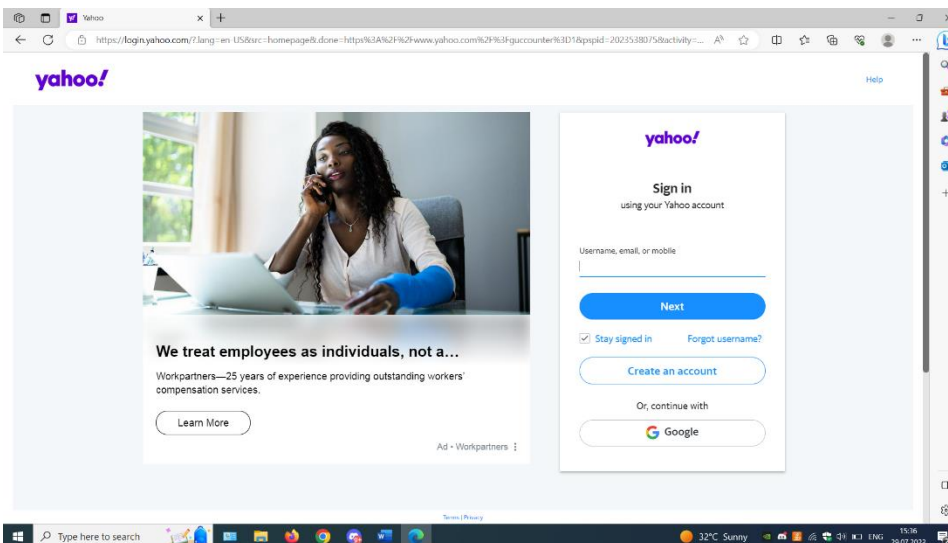 Yahoo
https://login.yahoo.com/?.lang=en-US&src=homepage&.done=https%3A%2F%2Fwww.yahoo.com%2F%3Fguccounter%3D1&pspid=2023538075&activity=...
yahoo!
Help
yahoo!
Sign in
using your Yahoo account
Username, email, or mobile
Next
Stay signed in
Forgot username?
Create an account
Or, continue with
Google
We treat employees as individuals, not a...
Workpartners—25 years of experience providing outstanding workers'
compensation services.
Learn More
Ad • Workpartners
Terms | Privacy
Type here to search
32°C Sunny
ENG
15:36